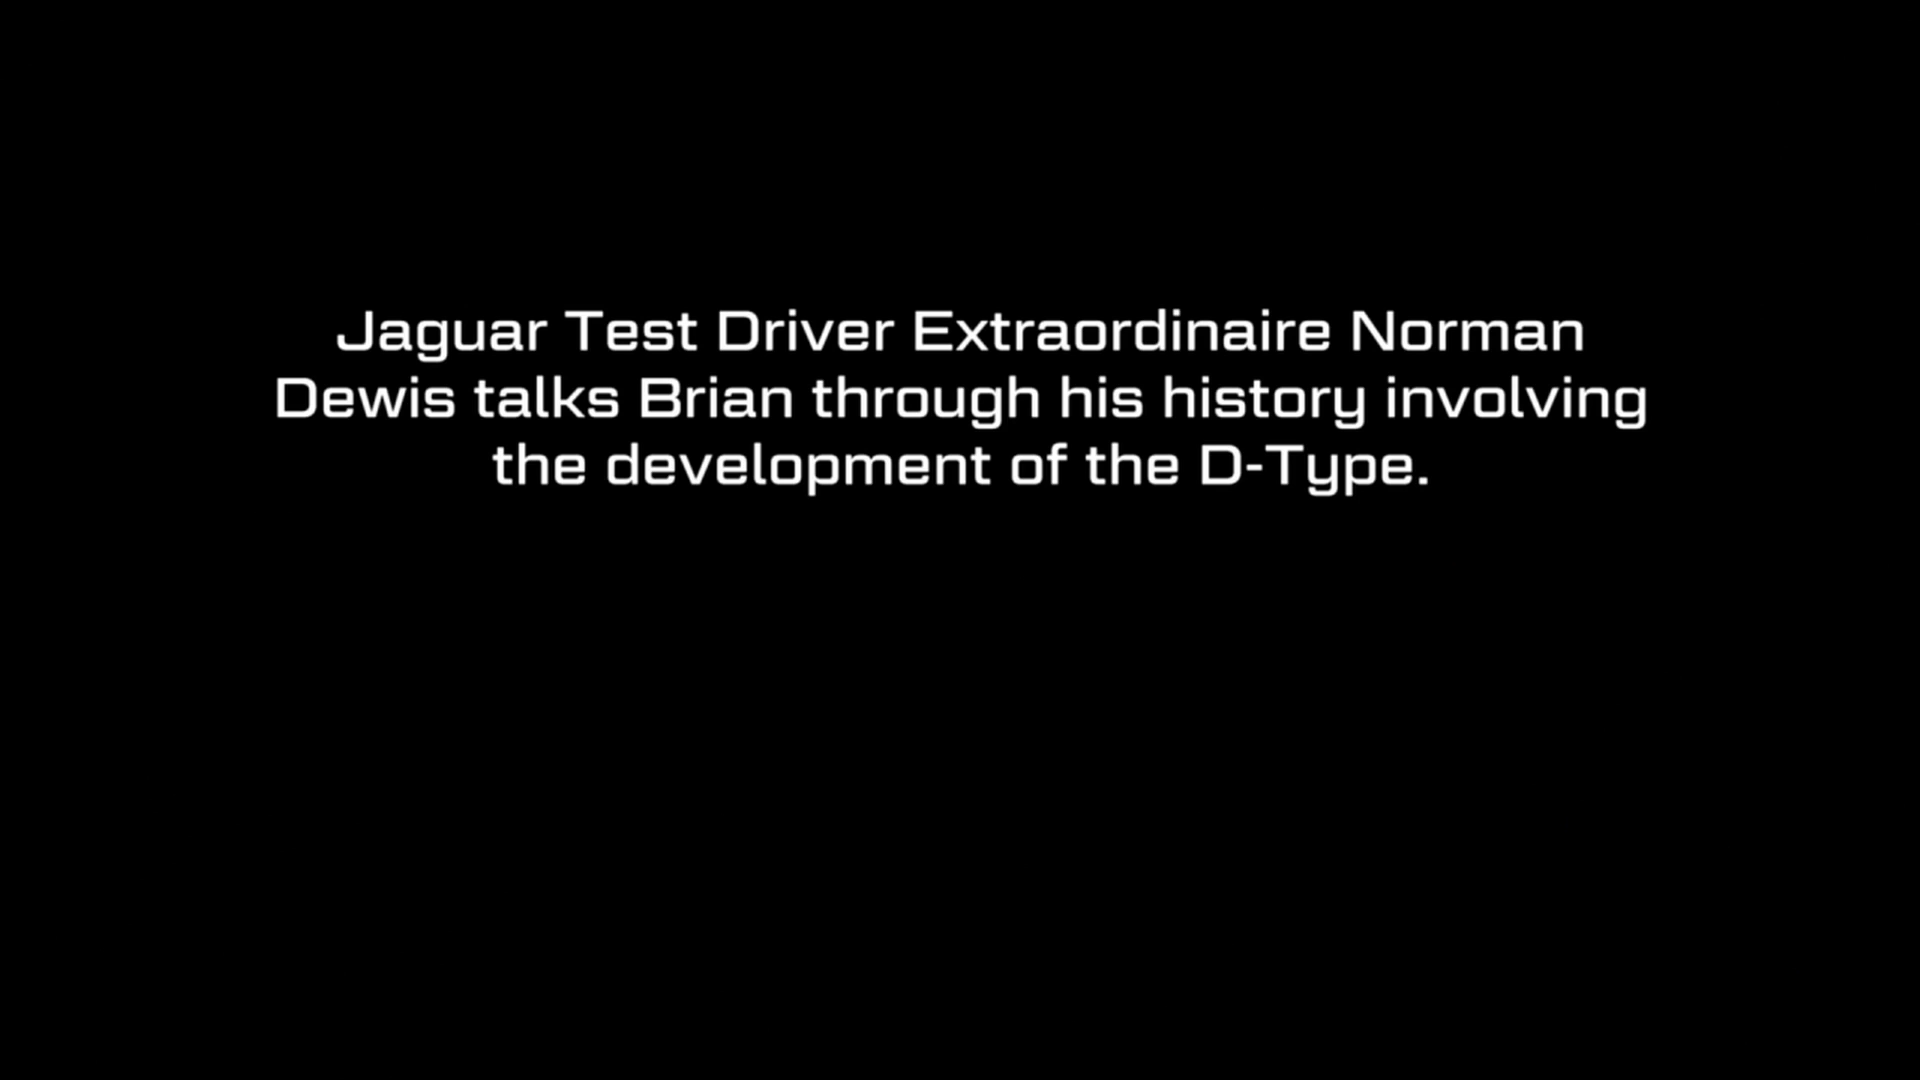 Jaguar Test Driver Extraordinaire Norman
Dewis talks Brian through his history involving
the development of the D-Type.